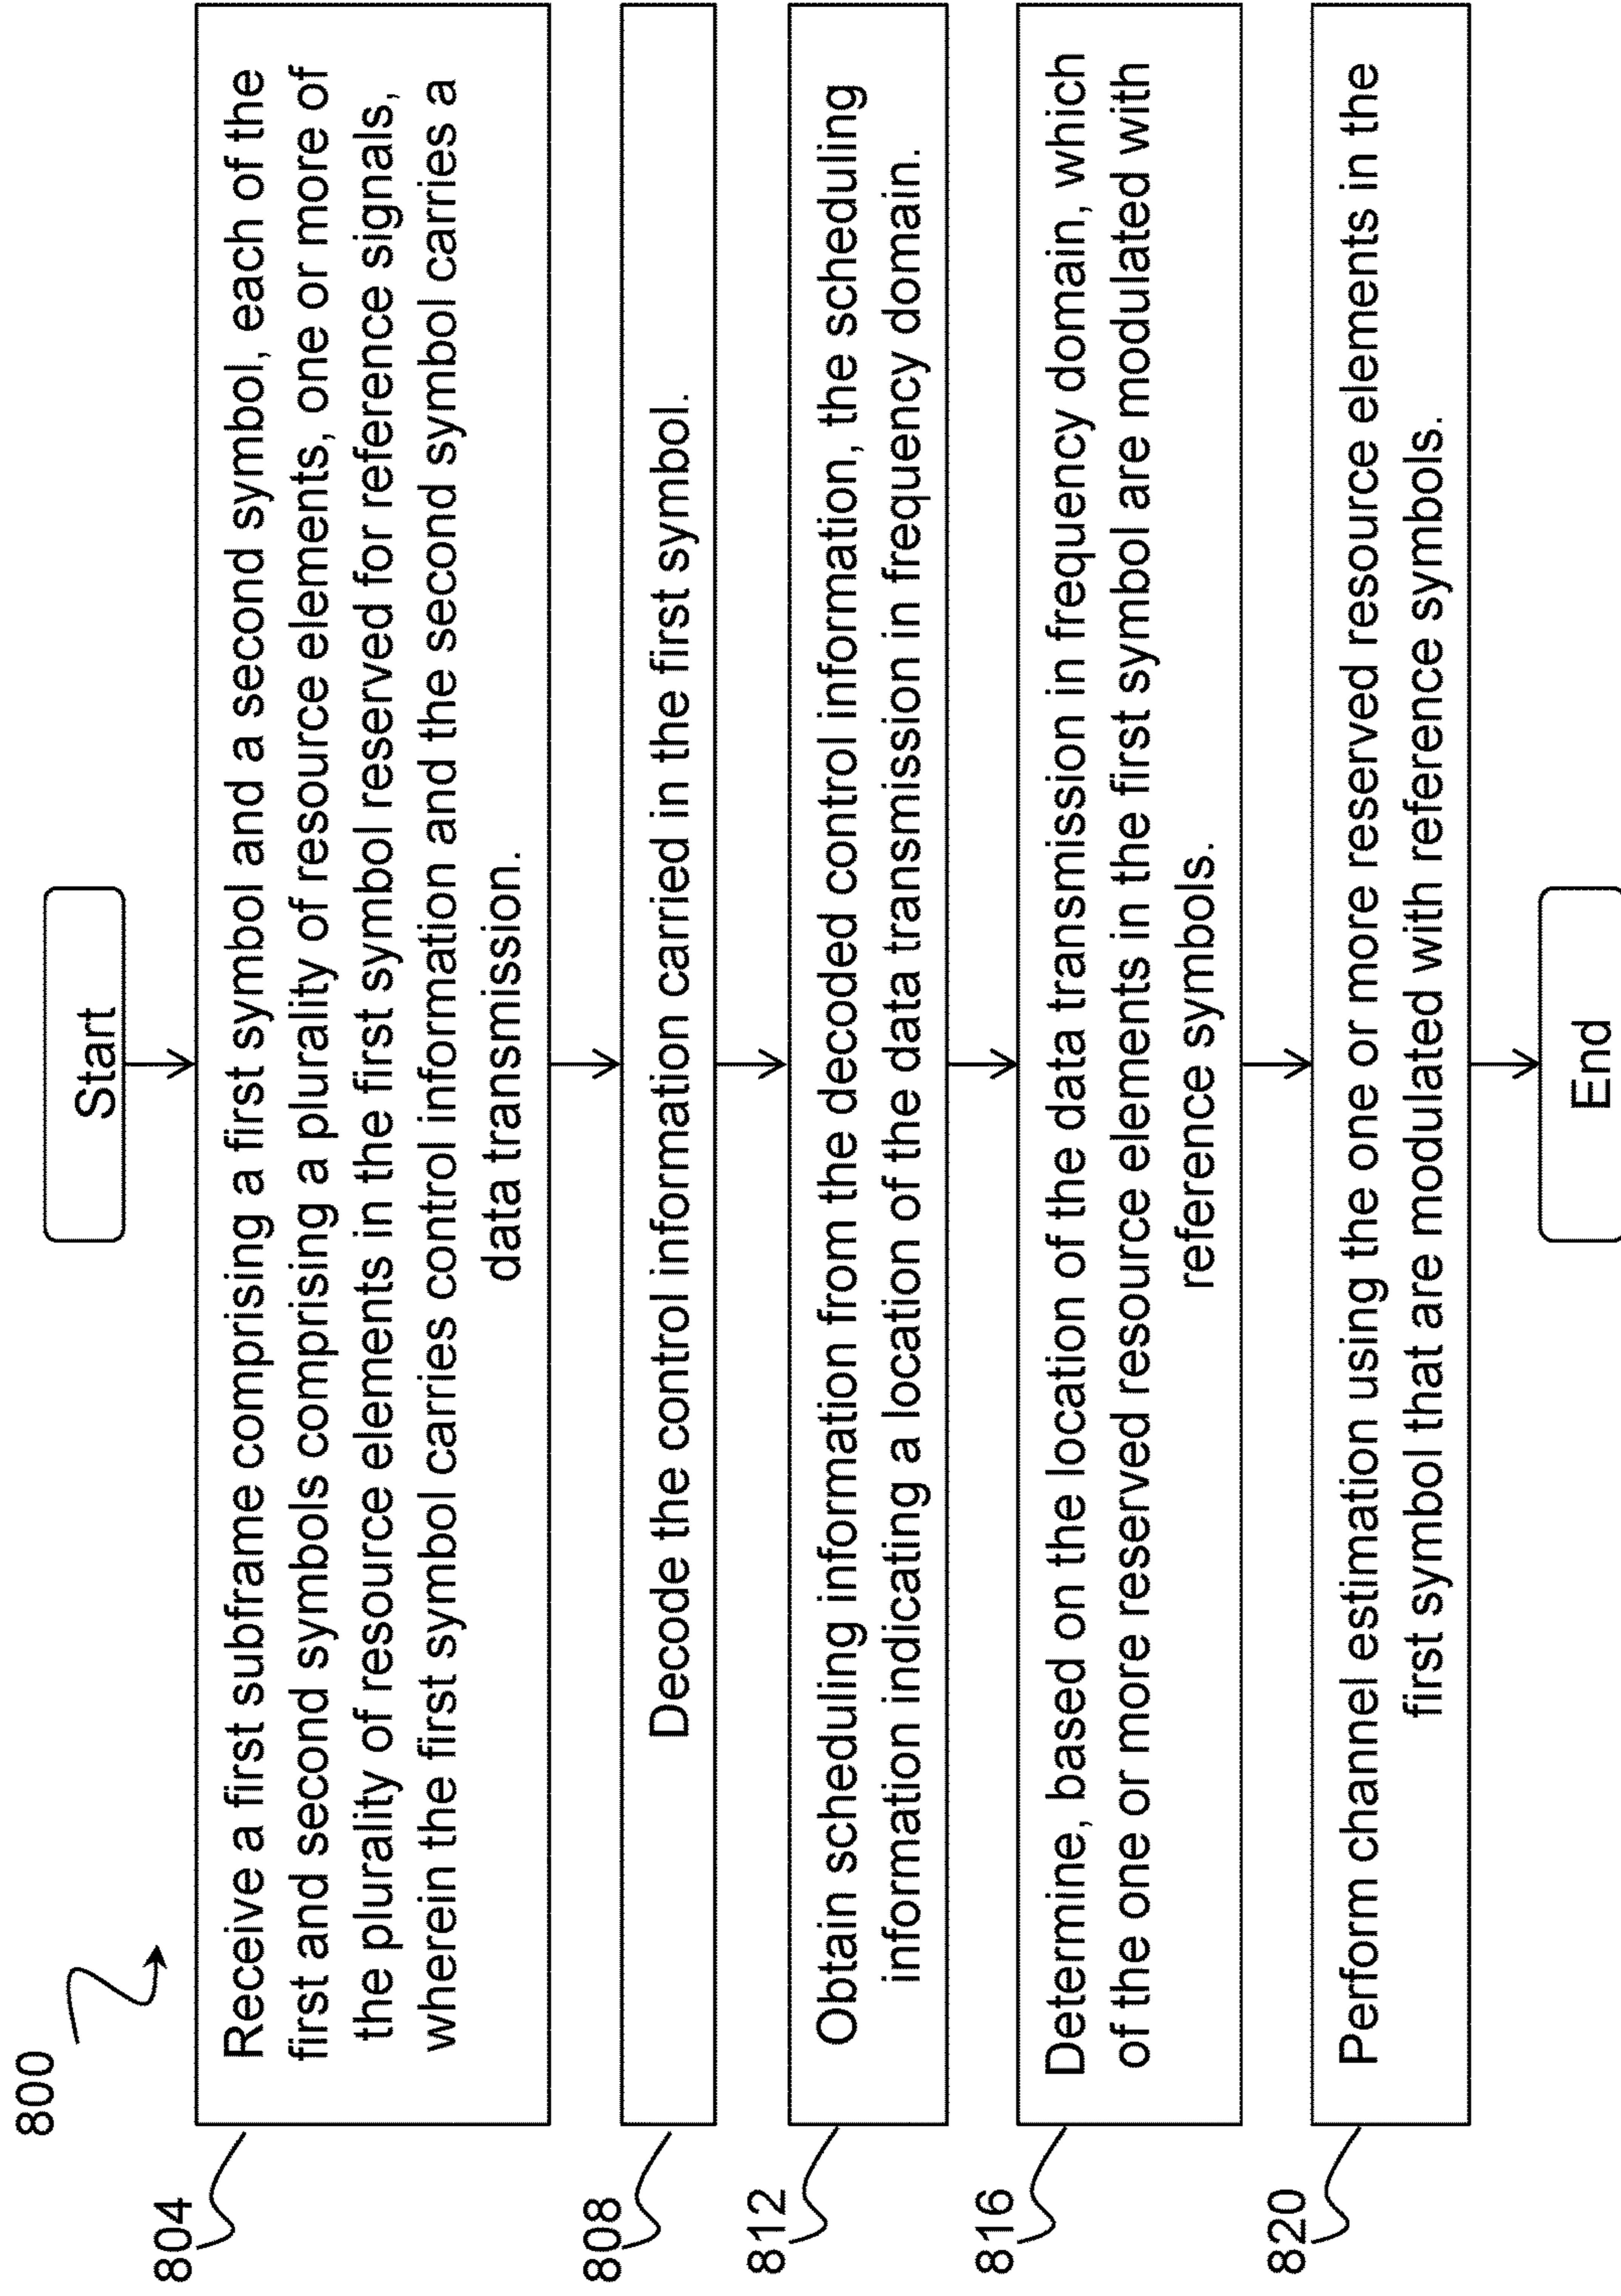 800
Start
804
Receive a first subframe comprising a first symbol and a second symbol, each of the
first and second symbols comprising a plurality of resource elements, one or more of
the plurality of resource elements in the first symbol reserved for reference signals,
wherein the first symbol carries control information and the second symbol carries a
data transmission.
808
Decode the control information carried in the first symbol.
812
Obtain scheduling information from the decoded control information, the scheduling
information indicating a location of the data transmission in frequency domain.
816
Determine, based on the location of the data transmission in frequency domain, which
of the one or more reserved resource elements in the first symbol are modulated with
reference symbols.
820
Perform channel estimation using the one or more reserved resource elements in the
first symbol that are modulated with reference symbols.
End